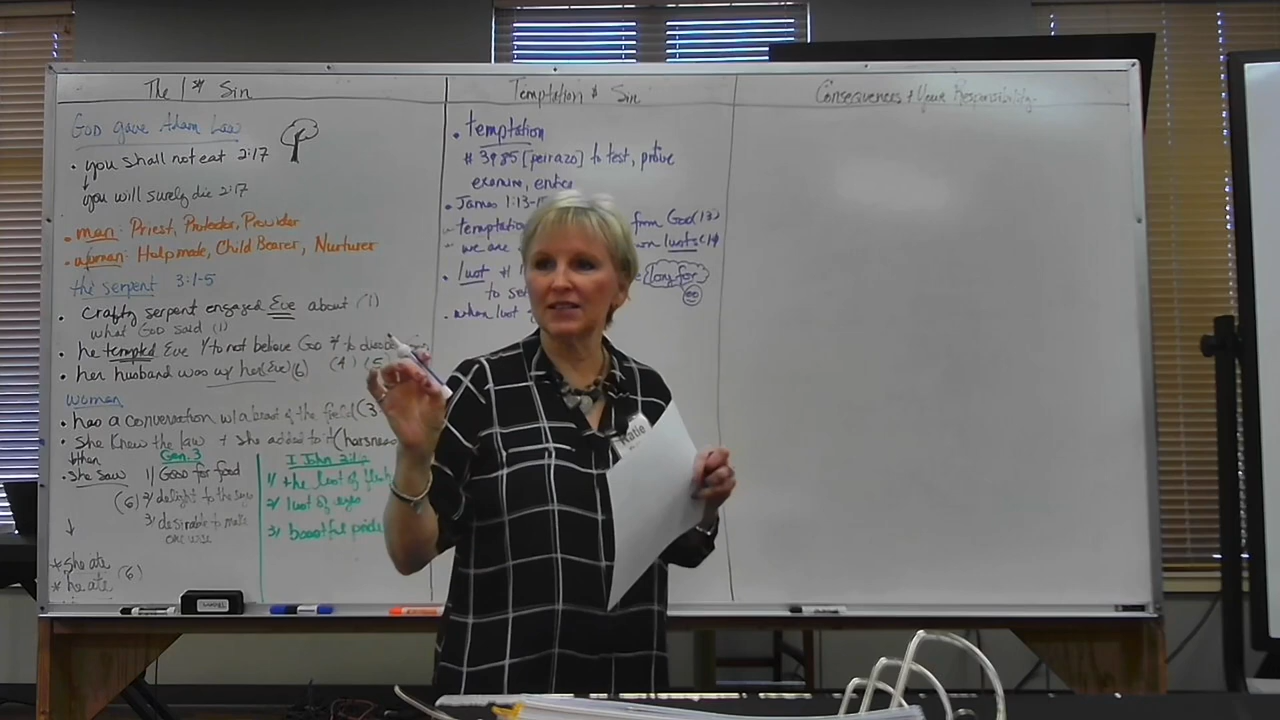 The 1st Sin
God gave Adam Law
• you shall not eat 2:17
you will surely die 2:17
• man: Priest, Protector, Provider
• woman: Helpmate, Child Bearer, Nurturer
the serpent 3:1-5
• crafty serpent engaged Eve about (1)
what God said (1)
• he tempted Eve to not believe God to
(4) (5)
• her husband was w/ her (Eve) (6)
woman
• has a conversation w/ a beast of the field (3
• she knew the law + she added to it (harshness
then
• she saw
Gen. 3
1) Good for food
(6) 2) delight to the eyes
3) desirable to make
one wise
* she ate
* he ate (6)
I John 2:
1) the lust of flesh
2) lust of eyes
3) boastful pride
Temptation & Sin
• temptation
# 3985 [peirazo] to test, prove
examine, entice
• James 1:13-1
temptation from God (13)
we are own lusts (14
• lust # long for
to set
• when lust
Consequences + Your Responsibility
Katie